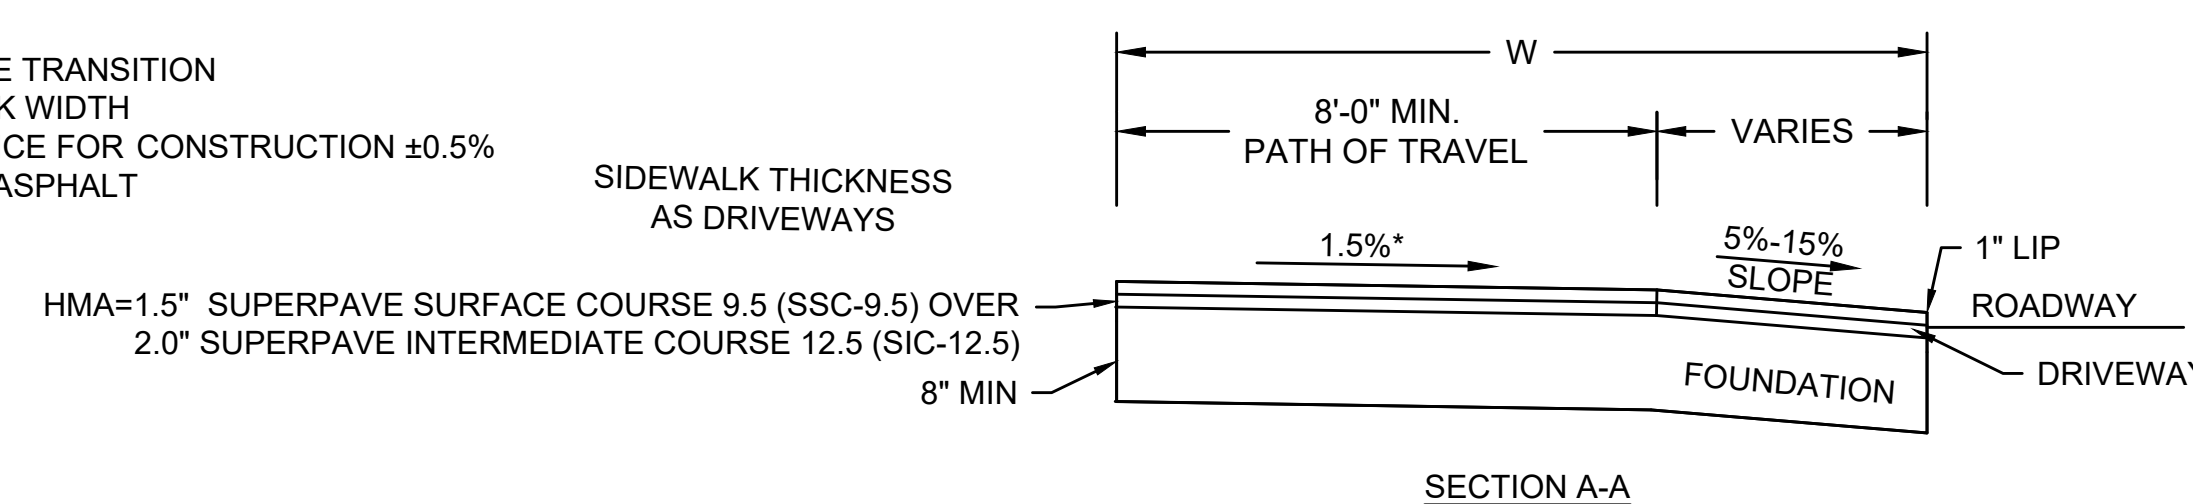 E TRANSITION
K WIDTH
CE FOR CONSTRUCTION ±0.5%
ASPHALT
SIDEWALK THICKNESS
AS DRIVEWAYS
HMA=1.5" SUPERPAVE SURFACE COURSE 9.5 (SSC-9.5) OVER
2.0" SUPERPAVE INTERMEDIATE COURSE 12.5 (SIC-12.5)
8" MIN
W
8'-0" MIN.
PATH OF TRAVEL
VARIES
1.5%*
5%-15%
SLOPE
1" LIP
ROADWAY
DRIVEWAY
FOUNDATION
SECTION A-A